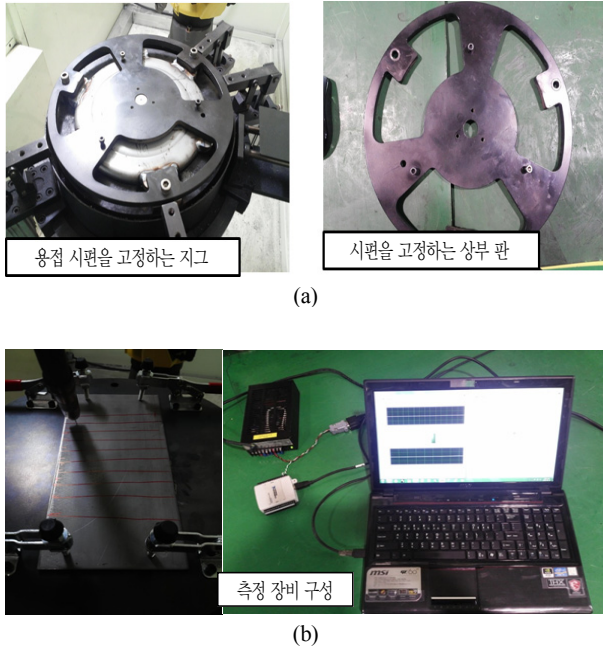 용접 시편을 고정하는 지그
시편을 고정하는 상부 판
(a)
측정 장비 구성
msi
(b)